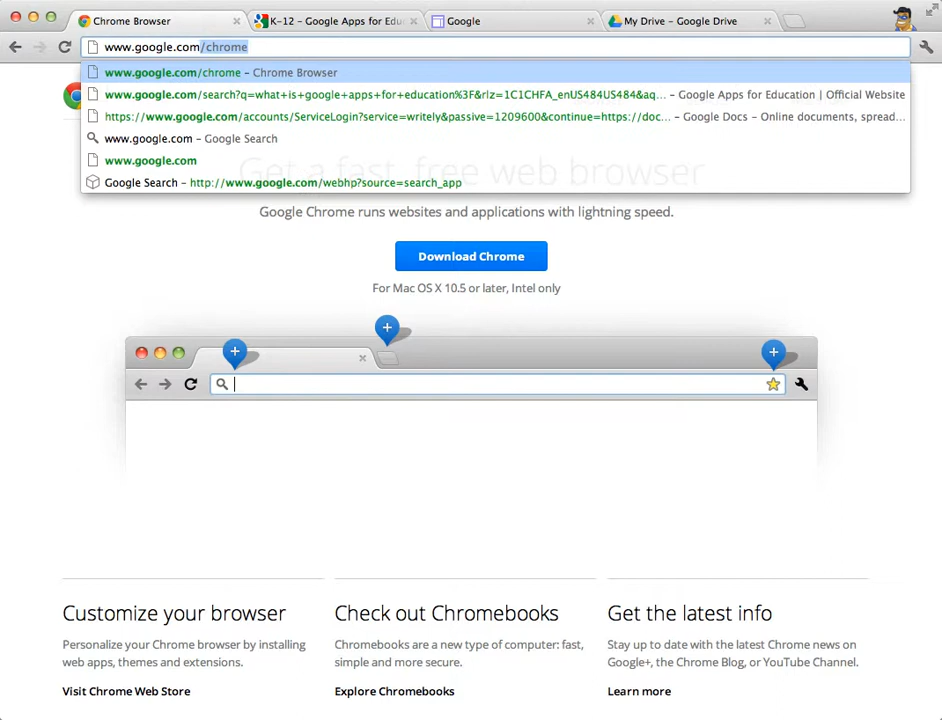 Chrome Browser
K-12 – Google Apps for Edu
Google
My Drive – Google Drive
www.google.com/chrome
www.google.com/chrome – Chrome Browser
www.google.com/search?q=what+is+google+apps+for+education%3F&rlz=1C1CHFA_enUS484US484&aq... – Google Apps for Education | Official Website
https://www.google.com/accounts/ServiceLogin?service=writely&passive=1209600&continue=https://doc... – Google Docs – Online documents, spread...
www.google.com – Google Search
www.google.com
Get a fast, free web browser
Google Search – http://www.google.com/webhp?source=search_app
Google Chrome runs websites and applications with lightning speed.
Download Chrome
For Mac OS X 10.5 or later, Intel only
Customize your browser
Personalize your Chrome browser by installing
web apps, themes and extensions.
Visit Chrome Web Store
Check out Chromebooks
Chromebooks are a new type of computer: fast,
simple and more secure.
Explore Chromebooks
Get the latest info
Stay up to date with the latest Chrome news on
Google+, the Chrome Blog, or YouTube Channel.
Learn more